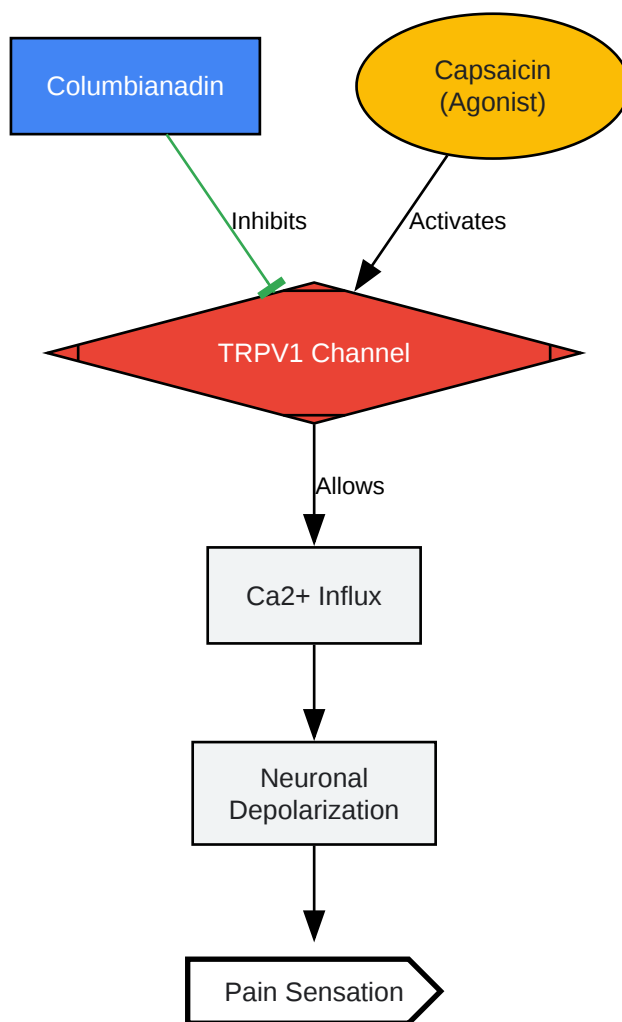 Columbianadin
Capsaicin
(Agonist)
Inhibits
Activates
TRPV1 Channel
Allows
Ca2+ Influx
Neuronal
Depolarization
Pain Sensation